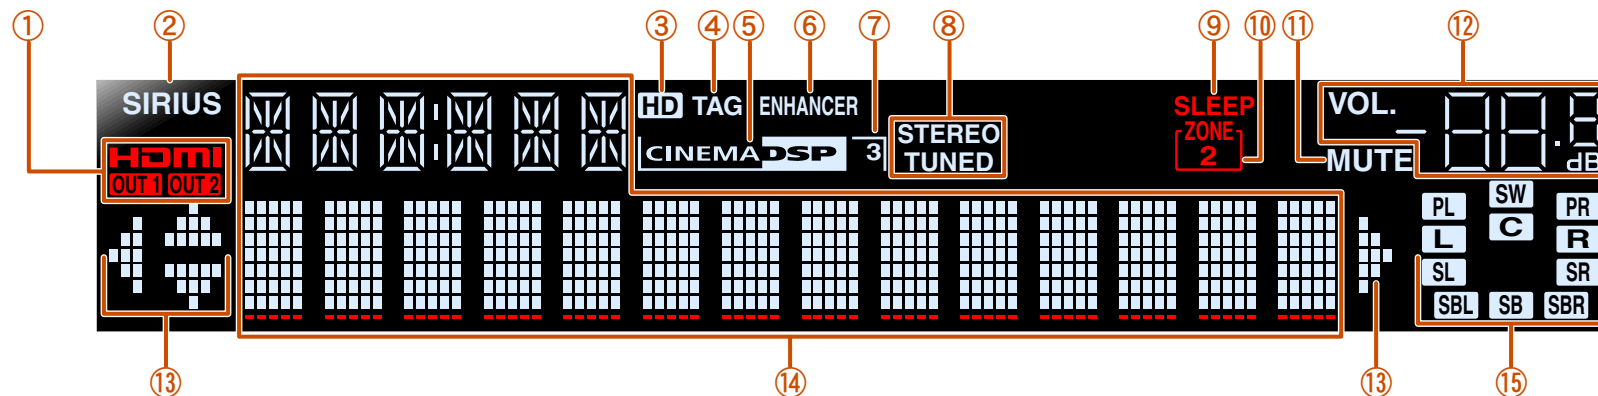 ① ② ③ ④ ⑤ ⑥ ⑦ ⑧ ⑨ ⑩ ⑪ ⑫
SIRIUS HD TAG ENHANCER SLEEP VOL.
HDMI CINEMA DSP 3 STEREO ZONE
OUT 1 OUT 2 TUNED 2 MUTE dB
PL SW PR
L C R
SL SR
SBL SB SBR
⑬ ⑭ ⑬ ⑮